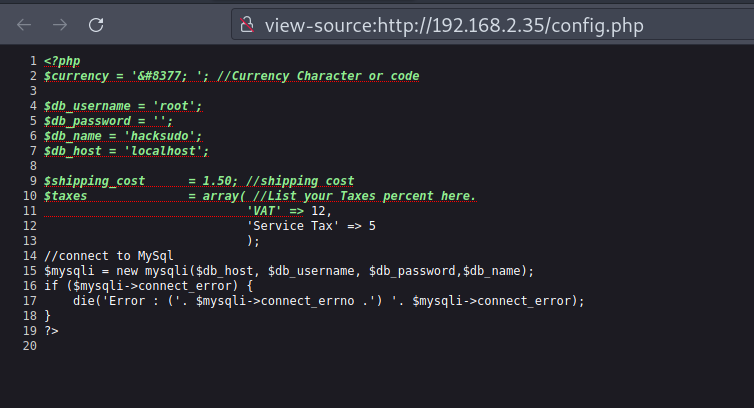 view-source:http://192.168.2.35/config.php
1 <?php
2 $currency = '&#8377; '; //Currency Character or code
3
4 $db_username = 'root';
5 $db_password = '';
6 $db_name = 'hacksudo';
7 $db_host = 'localhost';
8
9 $shipping_cost      = 1.50; //shipping cost
10 $taxes              = array( //List your Taxes percent here.
11                             'VAT' => 12,
12                             'Service Tax' => 5
13                             );
14 //connect to MySql
15 $mysqli = new mysqli($db_host, $db_username, $db_password,$db_name);
16 if ($mysqli->connect_error) {
17     die('Error : ('. $mysqli->connect_errno .') '. $mysqli->connect_error);
18 }
19 ?>
20